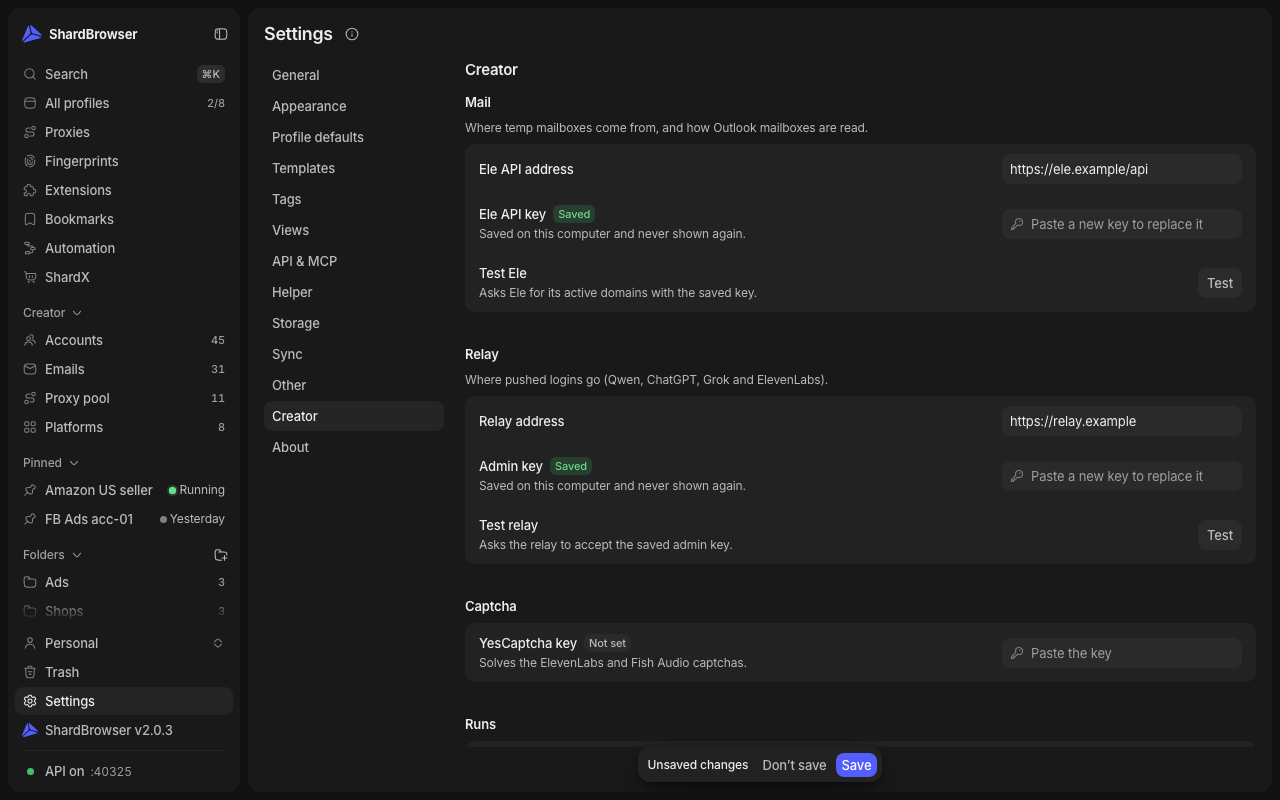 ShardBrowser
Search ⌘K
All profiles 2/8
Proxies
Fingerprints
Extensions
Bookmarks
Automation
ShardX
Creator
Accounts 45
Emails 31
Proxy pool 11
Platforms 8
Pinned
Amazon US seller Running
FB Ads acc-01 Yesterday
Folders
Ads 3
Shops 3
Personal
Trash
Settings
ShardBrowser v2.0.3
API on :40325
Settings
General
Appearance
Profile defaults
Templates
Tags
Views
API & MCP
Helper
Storage
Sync
Other
Creator
About
Creator
Mail
Where temp mailboxes come from, and how Outlook mailboxes are read.
Ele API address https://ele.example/api
Ele API key Saved
Saved on this computer and never shown again.
Paste a new key to replace it
Test Ele
Asks Ele for its active domains with the saved key.
Test
Relay
Where pushed logins go (Qwen, ChatGPT, Grok and ElevenLabs).
Relay address https://relay.example
Admin key Saved
Saved on this computer and never shown again.
Paste a new key to replace it
Test relay
Asks the relay to accept the saved admin key.
Test
Captcha
YesCaptcha key Not set
Solves the ElevenLabs and Fish Audio captchas.
Paste the key
Runs
Unsaved changes Don’t save Save